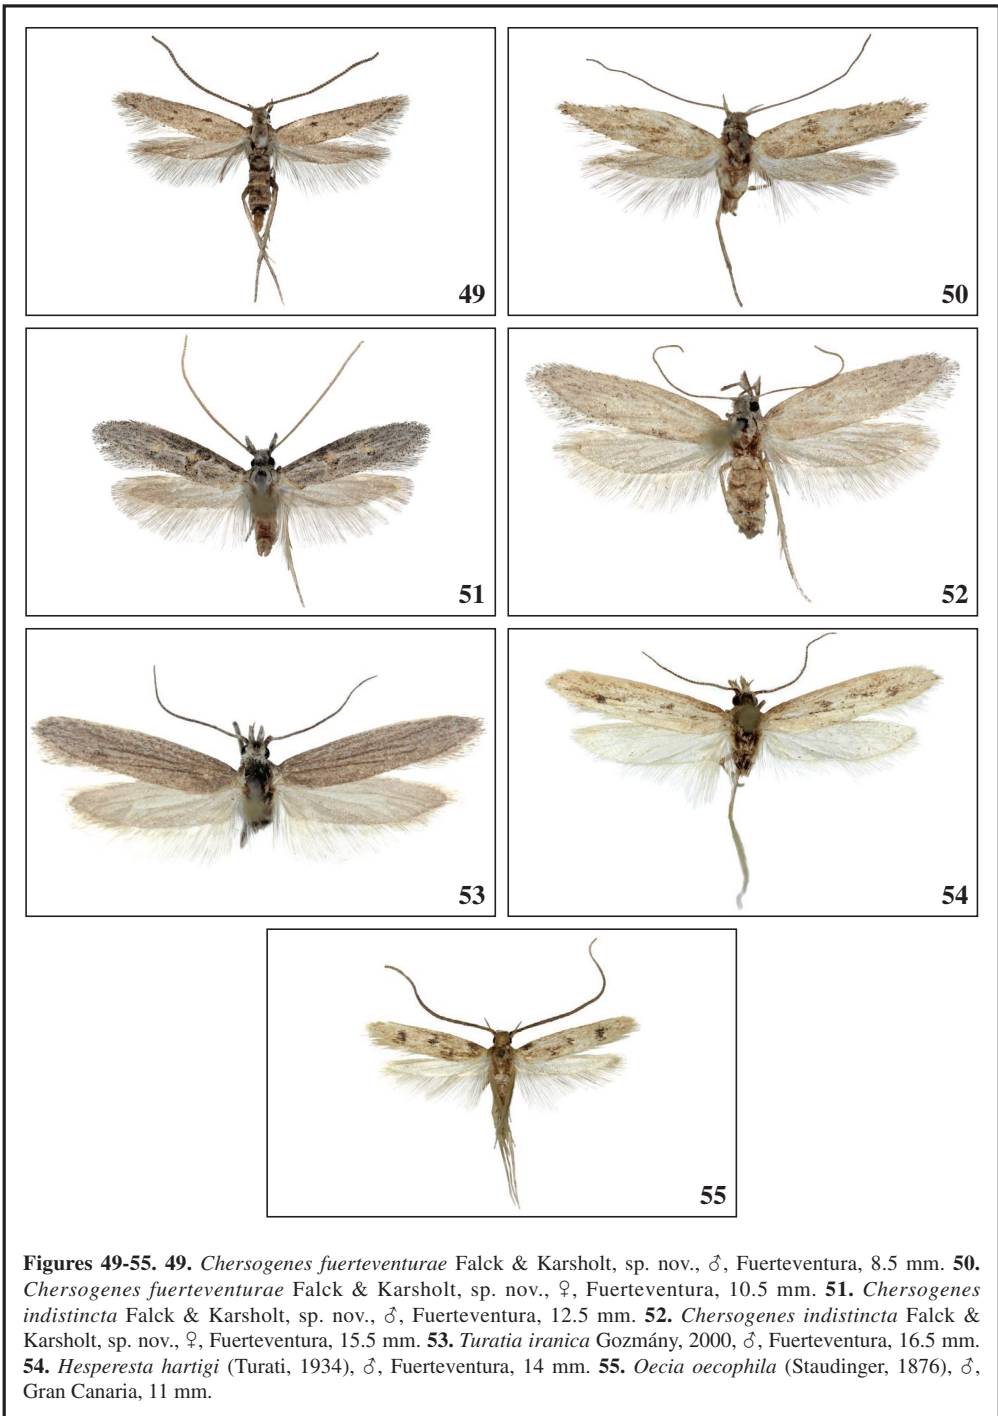 49
50
51
52
53
54
55
Figures 49-55. 49. Chersogenes fuerteventurae Falck & Karsholt, sp. nov., ♂, Fuerteventura, 8.5 mm. 50.
Chersogenes fuerteventurae Falck & Karsholt, sp. nov., ♀, Fuerteventura, 10.5 mm. 51. Chersogenes
indistincta Falck & Karsholt, sp. nov., ♂, Fuerteventura, 12.5 mm. 52. Chersogenes indistincta Falck &
Karsholt, sp. nov., ♀, Fuerteventura, 15.5 mm. 53. Turatia iranica Gozmány, 2000, ♂, Fuerteventura, 16.5 mm.
54. Hesperesta hartigi (Turati, 1934), ♂, Fuerteventura, 14 mm. 55. Oecia oecophila (Staudinger, 1876), ♂,
Gran Canaria, 11 mm.